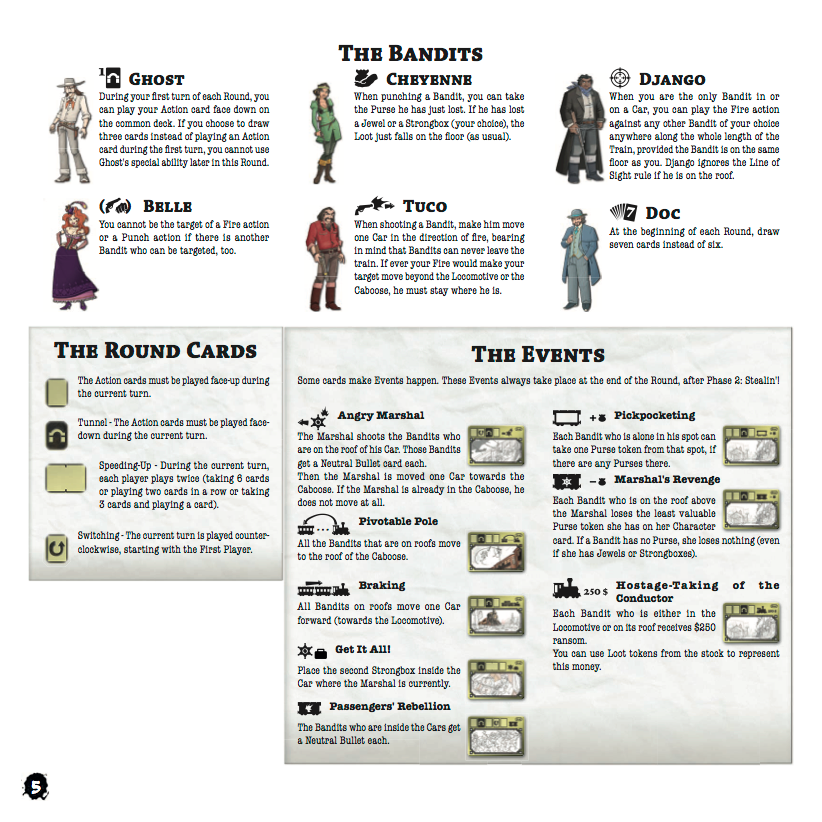 THE BANDITS
1 GHOST
During your first turn of each Round, you
can play your Action card face down on
the common deck. If you choose to draw
three cards instead of playing an Action
card during the first turn, you cannot use
Ghost's special ability later in this Round.
CHEYENNE
When punching a Bandit, you can take
the Purse he has just lost. If he has lost
a Jewel or a Strongbox (your choice), the
Loot just falls on the floor (as usual).
DJANGO
When you are the only Bandit in or
on a Car, you can play the Fire action
against any other Bandit of your choice
anywhere along the whole length of the
Train, provided the Bandit is on the same
floor as you. Django ignores the Line of
Sight rule if he is on the roof.
BELLE
You cannot be the target of a Fire action
or a Punch action if there is another
Bandit who can be targeted, too.
TUCO
When shooting a Bandit, make him move
one Car in the direction of fire, bearing
in mind that Bandits can never leave the
train. If ever your Fire would make your
target move beyond the Locomotive or the
Caboose, he must stay where he is.
7 DOC
At the beginning of each Round, draw
seven cards instead of six.
THE ROUND CARDS
The Action cards must be played face-up during
the current turn.
Tunnel - The Action cards must be played face-
down during the current turn.
Speeding-Up - During the current turn,
each player plays twice (taking 6 cards
or playing two cards in a row or taking
3 cards and playing a card).
Switching - The current turn is played counter-
clockwise, starting with the First Player.
THE EVENTS
Some cards make Events happen. These Events always take place at the end of the Round, after Phase 2: Stealin'!
Angry Marshal
The Marshal shoots the Bandits who
are on the roof of his Car. Those Bandits
get a Neutral Bullet card each.
Then the Marshal is moved one Car towards the
Caboose. If the Marshal is already in the Caboose, he
does not move at all.
Pivotable Pole
All the Bandits that are on roofs move
to the roof of the Caboose.
Braking
All Bandits on roofs move one Car
forward (towards the Locomotive).
Get It All!
Place the second Strongbox inside the
Car where the Marshal is currently.
Passengers' Rebellion
The Bandits who are inside the Cars get
a Neutral Bullet each.
+ Pickpocketing
Each Bandit who is alone in his spot can
take one Purse token from that spot, if
there are any Purses there.
- Marshal's Revenge
Each Bandit who is on the roof above
the Marshal loses the least valuable
Purse token she has on her Character
card. If a Bandit has no Purse, she loses nothing (even
if she has Jewels or Strongboxes).
250 $ Hostage-Taking of the
Conductor
Each Bandit who is either in the
Locomotive or on its roof receives $250
ransom.
You can use Loot tokens from the stock to represent
this money.
5